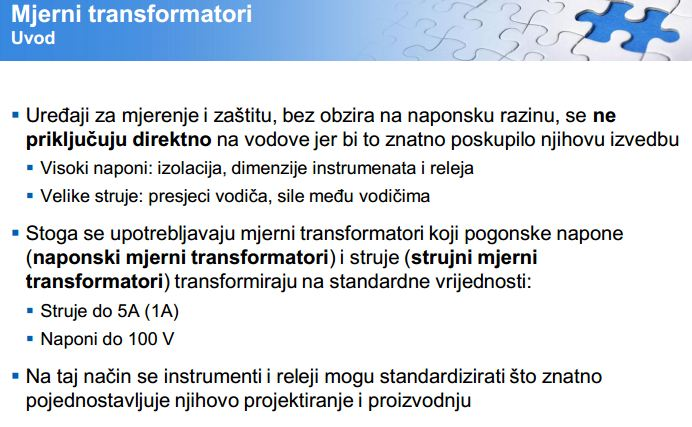 Mjerni transformatori
Uvod
▪ Uređaji za mjerenje i zaštitu, bez obzira na naponsku razinu, se ne
priključuju direktno na vodove jer bi to znatno poskupilo njihovu izvedbu
▪ Visoki naponi: izolacija, dimenzije instrumenata i releja
▪ Velike struje: presjeci vodiča, sile među vodičima
▪ Stoga se upotrebljavaju mjerni transformatori koji pogonske napone
(naponski mjerni transformatori) i struje (strujni mjerni
transformatori) transformiraju na standardne vrijednosti:
▪ Struje do 5A (1A)
▪ Naponi do 100 V
▪ Na taj način se instrumenti i releji mogu standardizirati što znatno
pojednostavljuje njihovo projektiranje i proizvodnju